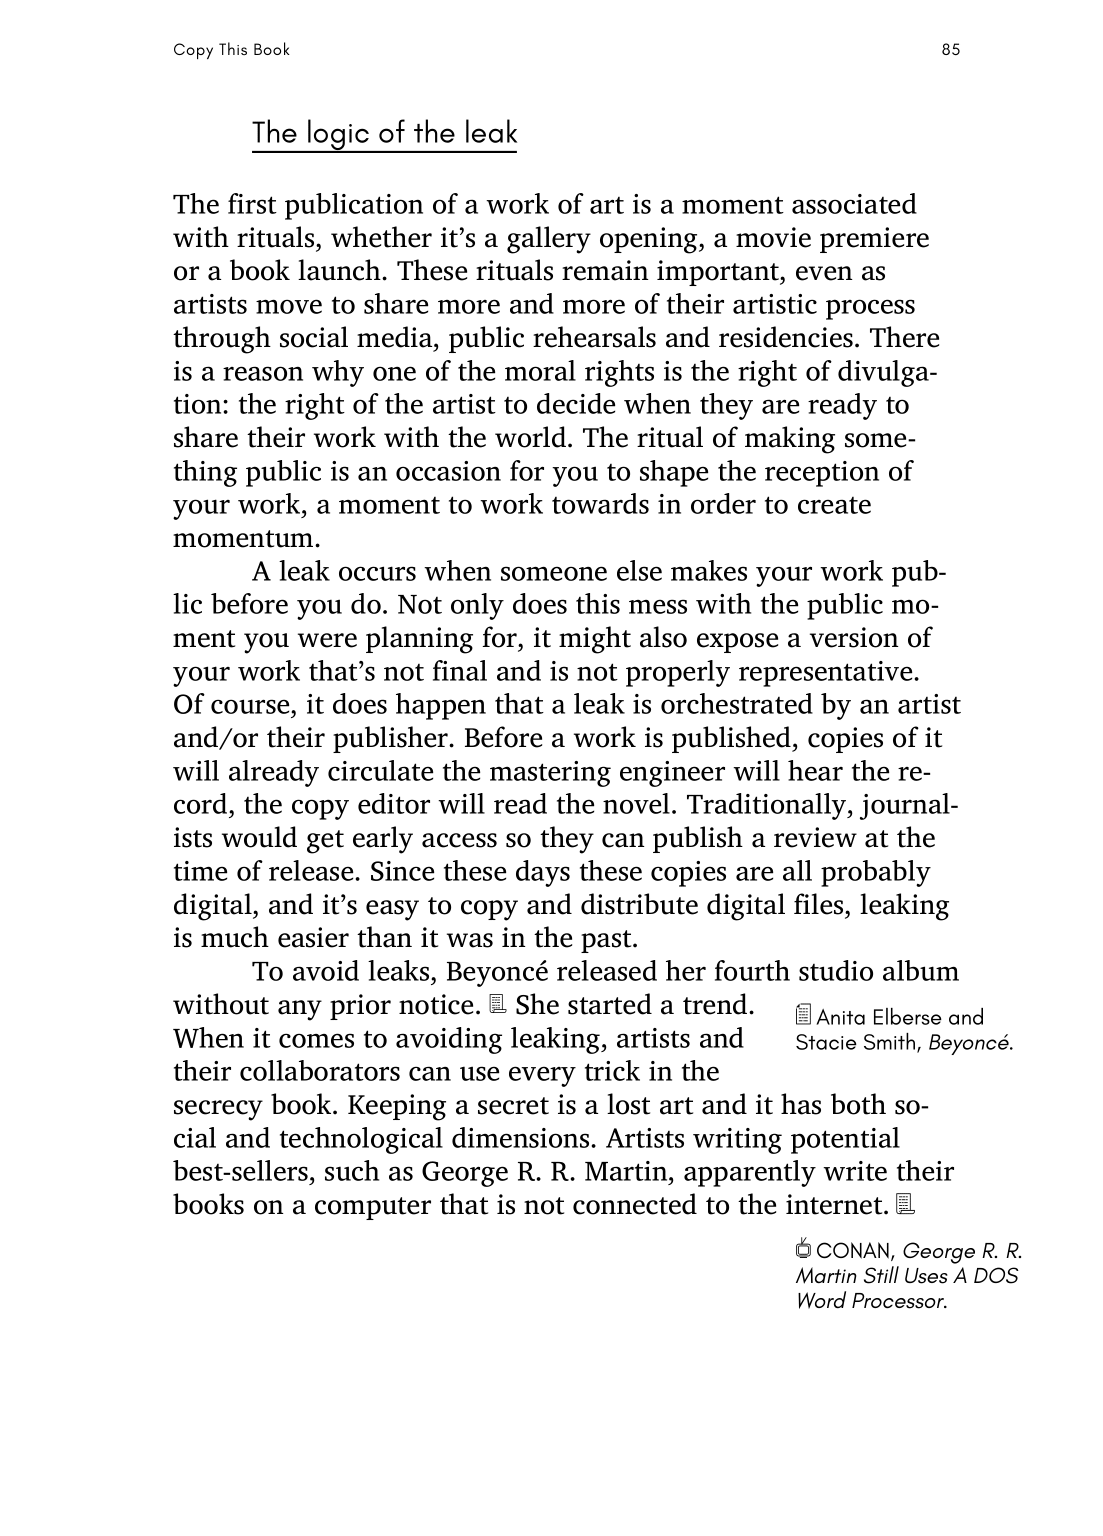 Copy This Book
85
The logic of the leak
The first publication of a work of art is a moment associated
with rituals, whether it’s a gallery opening, a movie premiere
or a book launch. These rituals remain important, even as
artists move to share more and more of their artistic process
through social media, public rehearsals and residencies. There
is a reason why one of the moral rights is the right of divulga-
tion: the right of the artist to decide when they are ready to
share their work with the world. The ritual of making some-
thing public is an occasion for you to shape the reception of
your work, a moment to work towards in order to create
momentum.
A leak occurs when someone else makes your work pub-
lic before you do. Not only does this mess with the public mo-
ment you were planning for, it might also expose a version of
your work that’s not final and is not properly representative.
Of course, it does happen that a leak is orchestrated by an artist
and/or their publisher. Before a work is published, copies of it
will already circulate the mastering engineer will hear the re-
cord, the copy editor will read the novel. Traditionally, journal-
ists would get early access so they can publish a review at the
time of release. Since these days these copies are all probably
digital, and it’s easy to copy and distribute digital files, leaking
is much easier than it was in the past.
To avoid leaks, Beyoncé released her fourth studio album
without any prior notice. She started a trend.
When it comes to avoiding leaking, artists and
their collaborators can use every trick in the
secrecy book. Keeping a secret is a lost art and it has both so-
cial and technological dimensions. Artists writing potential
best-sellers, such as George R. R. Martin, apparently write their
books on a computer that is not connected to the internet.
Anita Elberse and
Stacie Smith, Beyoncé.
CONAN, George R. R.
Martin Still Uses A DOS
Word Processor.